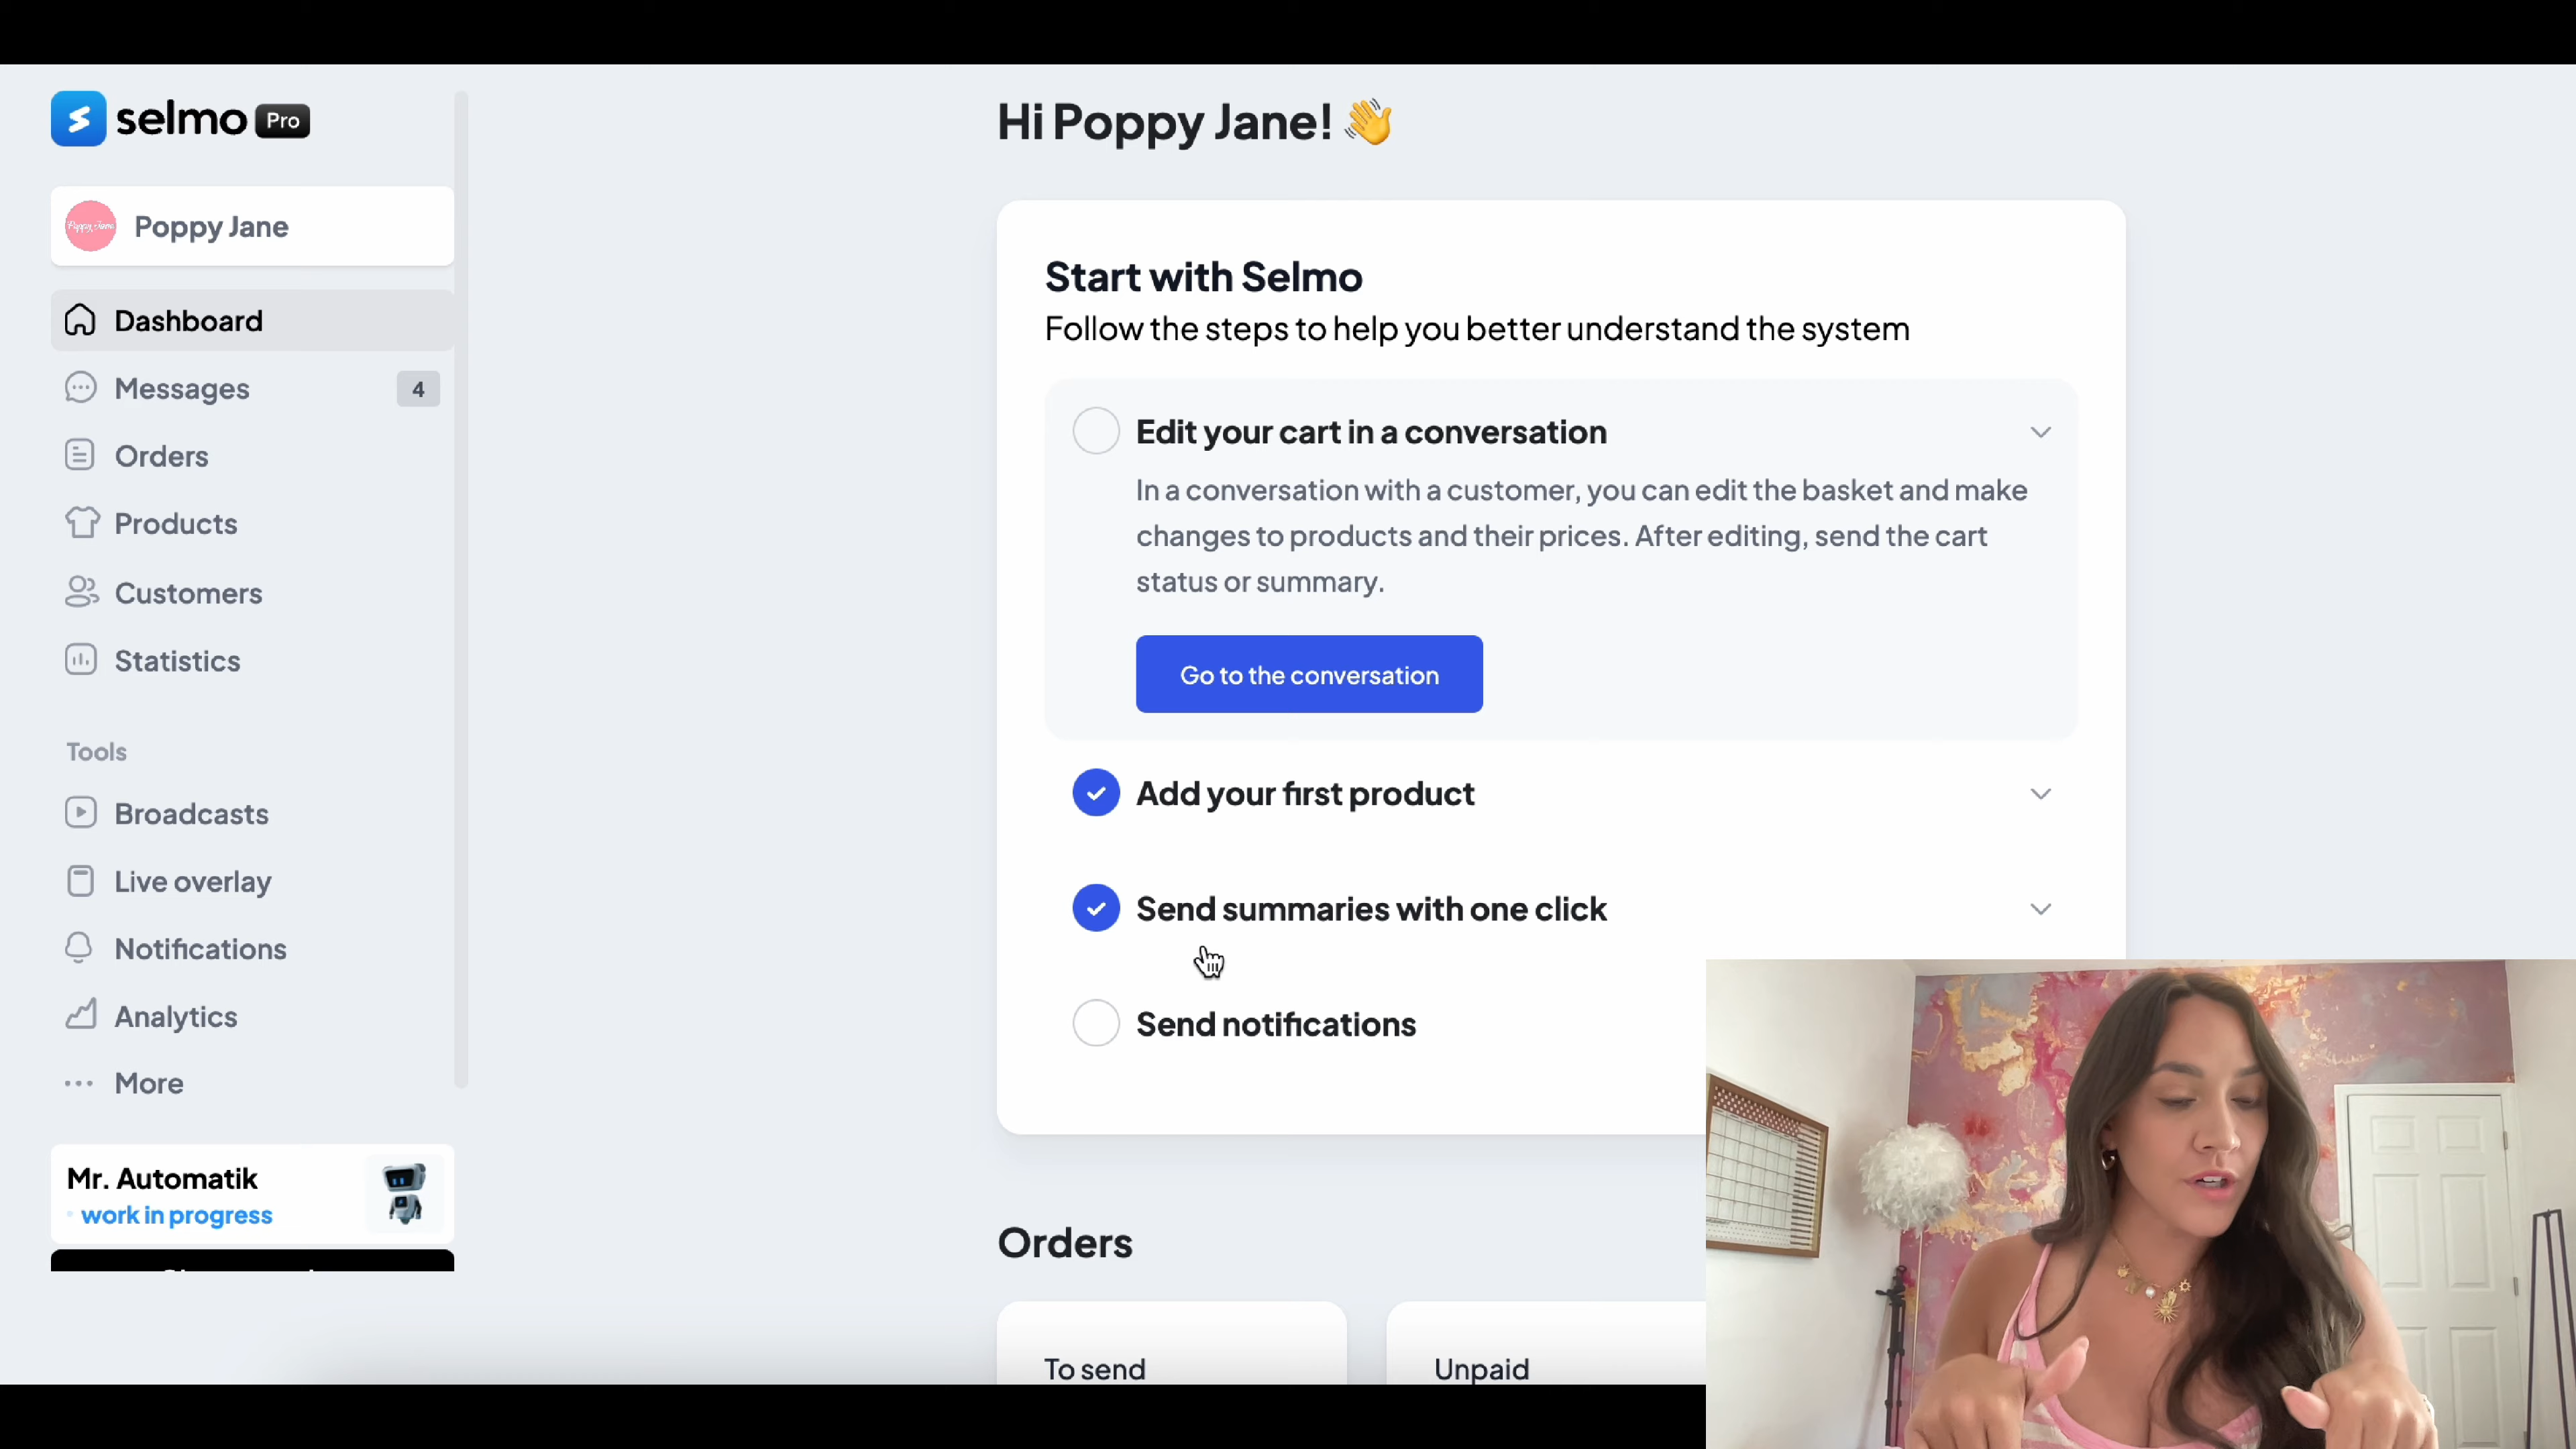 selmo Pro
Poppy Jane
Poppy Jane
Dashboard
Messages 4
Orders
Products
Customers
Statistics
Tools
Broadcasts
Live overlay
Notifications
Analytics
More
Mr. Automatik
work in progress
Hi Poppy Jane! 👋
Start with Selmo
Follow the steps to help you better understand the system
Edit your cart in a conversation
In a conversation with a customer, you can edit the basket and make
changes to products and their prices. After editing, send the cart
status or summary.
Go to the conversation
Add your first product
Send summaries with one click
Send notifications
Orders
To send
Unpaid